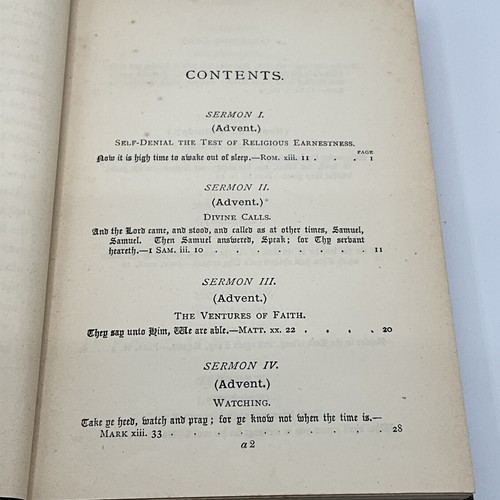 CONTENTS.
SERMON I.
(Advent.)
SELF-DENIAL THE TEST OF RELIGIOUS EARNESTNESS.
PAGE
Now it is high time to awake out of sleep.—ROM. xiii. 11 . . . 1
SERMON II.
(Advent.)
DIVINE CALLS.
And the Lord came, and stood, and called as at other times, Samuel,
Samuel. Then Samuel answered, Speak; for Thy servant
heareth.—1 SAM. iii. 10 . . . . . . . 11
SERMON III.
(Advent.)
THE VENTURES OF FAITH.
They say unto Him, We are able.—MATT. xx. 22 . . . . 20
SERMON IV.
(Advent.)
WATCHING.
Take ye heed, watch and pray; for ye know not when the time is.—
MARK xiii. 33 . . . . . . . . . 28
a 2